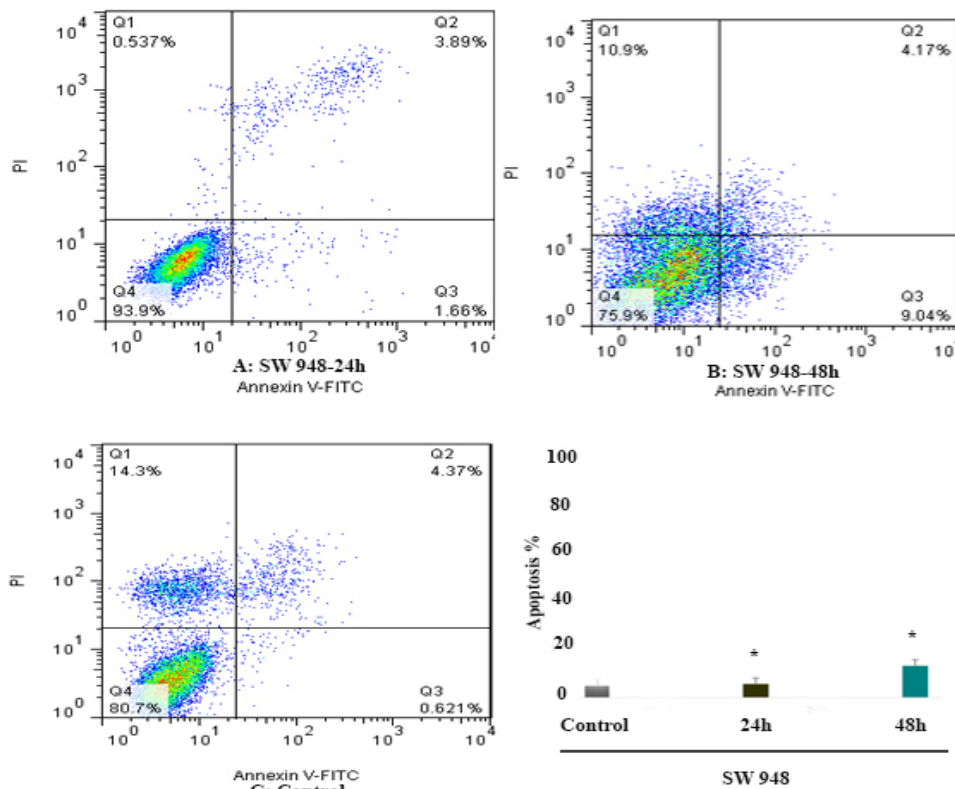 Q1
0.537%
Q2
3.89%
10⁴
10³
10²
10¹
10⁰
PI
Q4
93.9%
Q3
1.66%
10⁰ 10¹ 10² 10³ 10⁴
A: SW 948-24h
Annexin V-FITC
Q1
10.9%
Q2
4.17%
10⁴
10³
10²
10¹
10⁰
PI
Q4
75.9%
Q3
9.04%
10⁰ 10¹ 10² 10³
B: SW 948-48h
Annexin V-FITC
Q1
14.3%
Q2
4.37%
10⁴
10³
10²
10¹
10⁰
PI
Q4
80.7%
Q3
0.621%
10⁰ 10¹ 10² 10³ 10⁴
Annexin V-FITC
C: Control
Apoptosis %
100
80
60
40
20
0
*
*
Control 24h 48h
SW 948